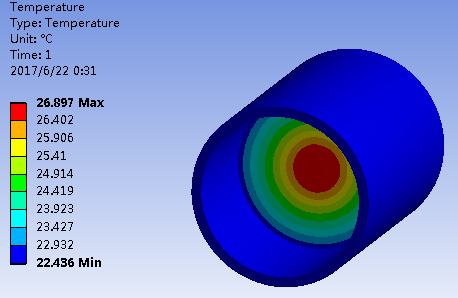 Temperature
Type: Temperature
Unit: °C
Time: 1
2017/6/22 0:31
26.897 Max
26.402
25.906
25.41
24.914
24.419
23.923
23.427
22.932
22.436 Min